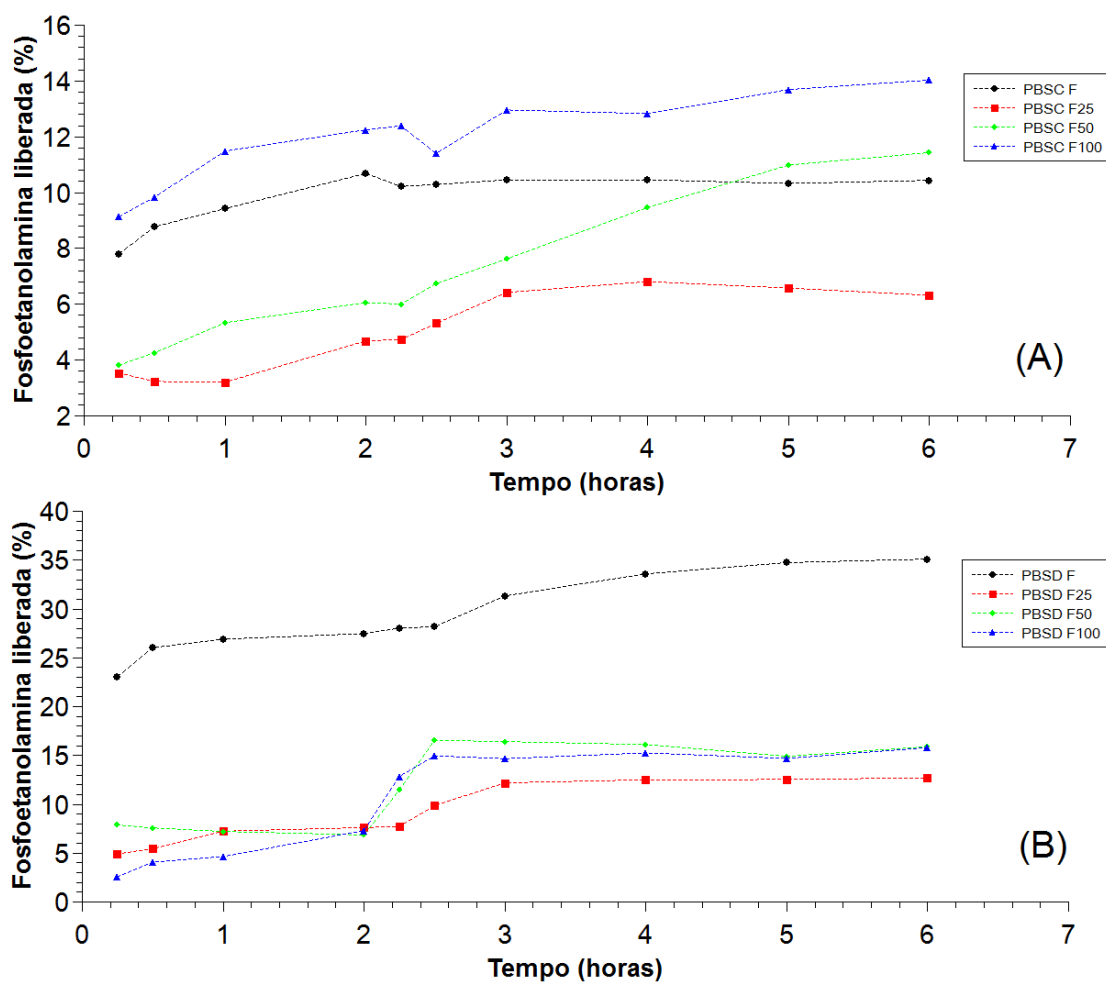 Fosfoetanolamina liberada (%)
16
14
12
10
8
6
4
2
0
1
2
3
4
5
6
7
Tempo (horas)
PBSC F
PBSC F25
PBSC F50
PBSC F100
(A)
Fosfoetanolamina liberada (%)
40
35
30
25
20
15
10
5
0
0
1
2
3
4
5
6
7
Tempo (horas)
PBSD F
PBSD F25
PBSD F50
PBSD F100
(B)